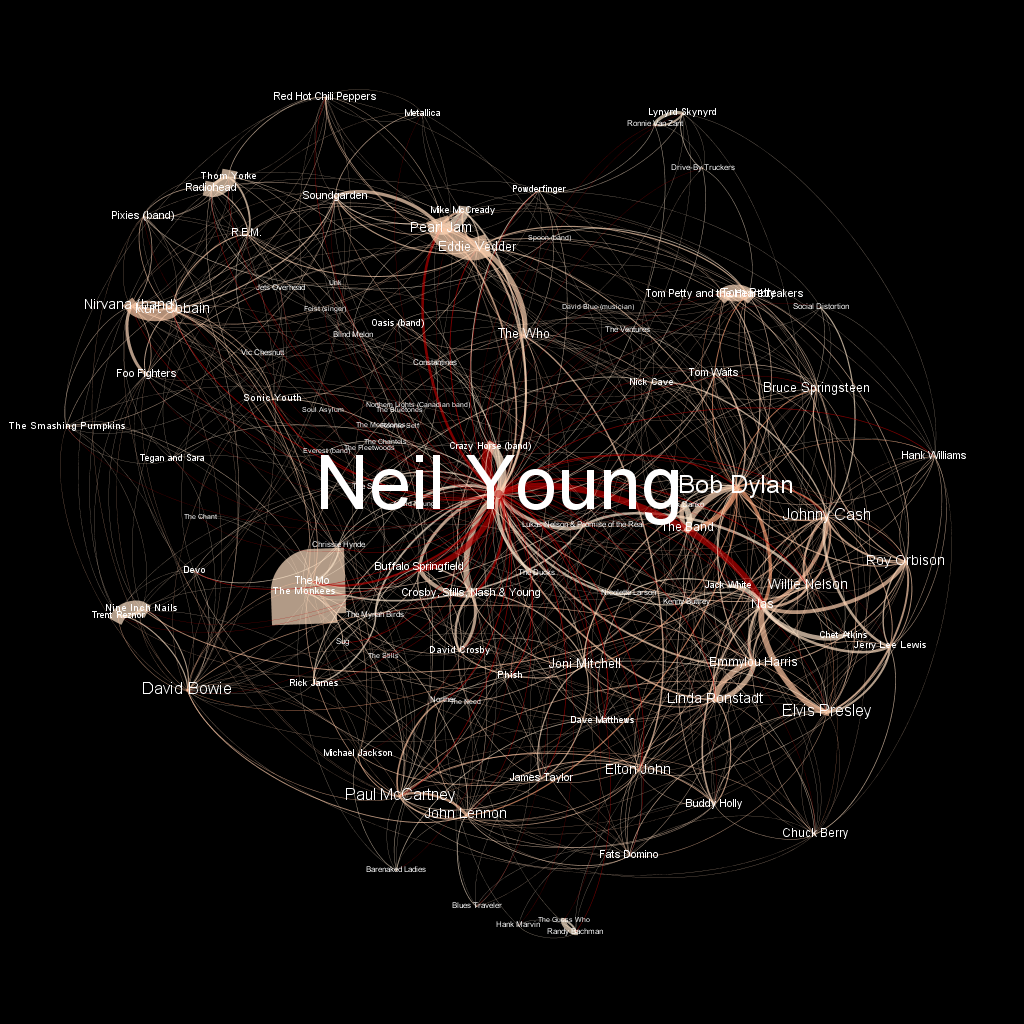 Red Hot Chili Peppers
Metallica
Lynyrd Skynyrd
Ronnie Van Zant
Drive-By Truckers
Thom Yorke
Radiohead
Soundgarden
Powderfinger
Mike McCready
Pixies (band)
Pearl Jam
R.E.M.
Eddie Vedder
Spoon (band)
Jets Overhead
Tom Petty and the Heartbreakers
Nirvana (band)
Kurt Cobain
Feist (singer)
David Blue (musician)
Social Distortion
Oasis (band)
Blind Melon
The Who
The Ventures
Vic Chesnutt
Constantines
Foo Fighters
Tom Waits
Nick Cave
Bruce Springsteen
Sonic Youth
Northern Lights (Canadian band)
Soul Asylum
The Bluetones
The Smashing Pumpkins
The Chantels
The Fleetwoods
Crazy Horse (band)
Everest (band)
Tegan and Sara
Hank Williams
Neil Young
Bob Dylan
The Chant
Johnny Cash
Lukas Nelson & Promise of the Real
The Band
Chrissie Hynde
Roy Orbison
Devo
Buffalo Springfield
The Ducks
The Mo
The Monkees
Crosby, Stills, Nash & Young
Nicolette Larson
Kenny Buttrey
Jack White
Willie Nelson
Nas
Nine Inch Nails
Trent Reznor
The Mynah Birds
Chet Atkins
Jerry Lee Lewis
Sug
David Crosby
The Stills
Joni Mitchell
Emmylou Harris
Phish
Rick James
David Bowie
Linda Ronstadt
The Need
Elvis Presley
Dave Matthews
Michael Jackson
Elton John
James Taylor
Paul McCartney
Buddy Holly
John Lennon
Chuck Berry
Fats Domino
Barenaked Ladies
Blues Traveler
The Guess Who
Hank Marvin
Randy Bachman